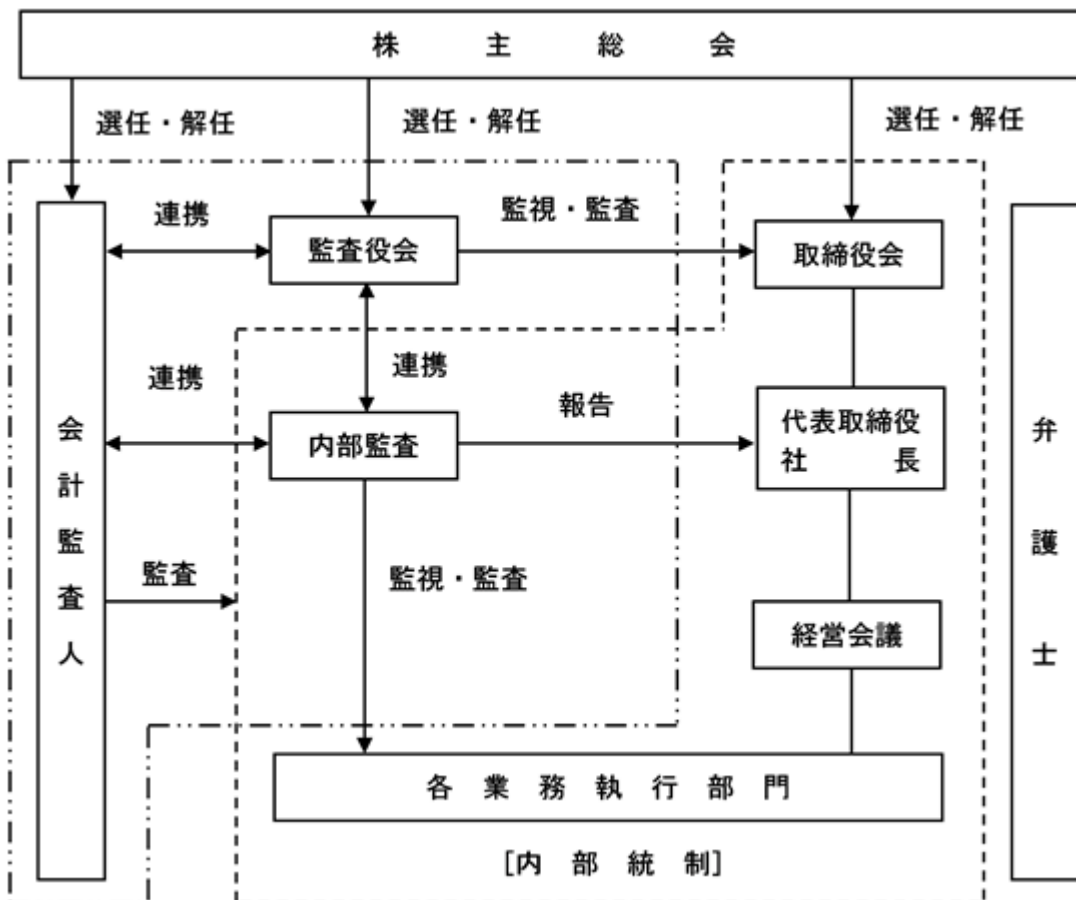 株主総会
選任・解任
選任・解任
選任・解任
連携
監視・監査
監査役会
取締役会
連携
連携
報告
内部監査
代表取締役
社長
会計監査人
弁護士
監査
監視・監査
経営会議
各業務執行部門
[内部統制]